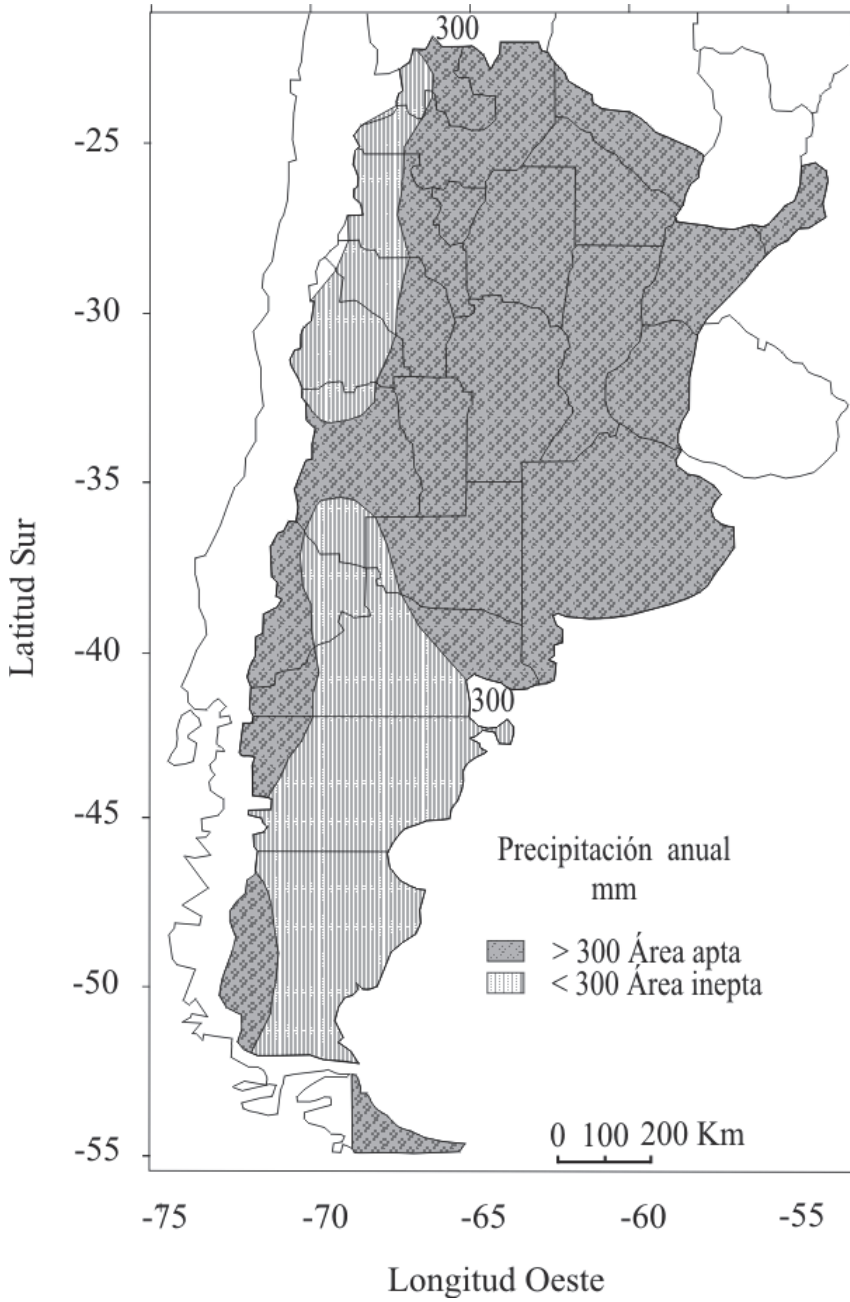 300
-25
-30
-35
-40
-45
-50
-55
Latitud Sur
300
Precipitación anual
mm
> 300 Área apta
< 300 Área inepta
0 100 200 Km
-75 -70 -65 -60 -55
Longitud Oeste